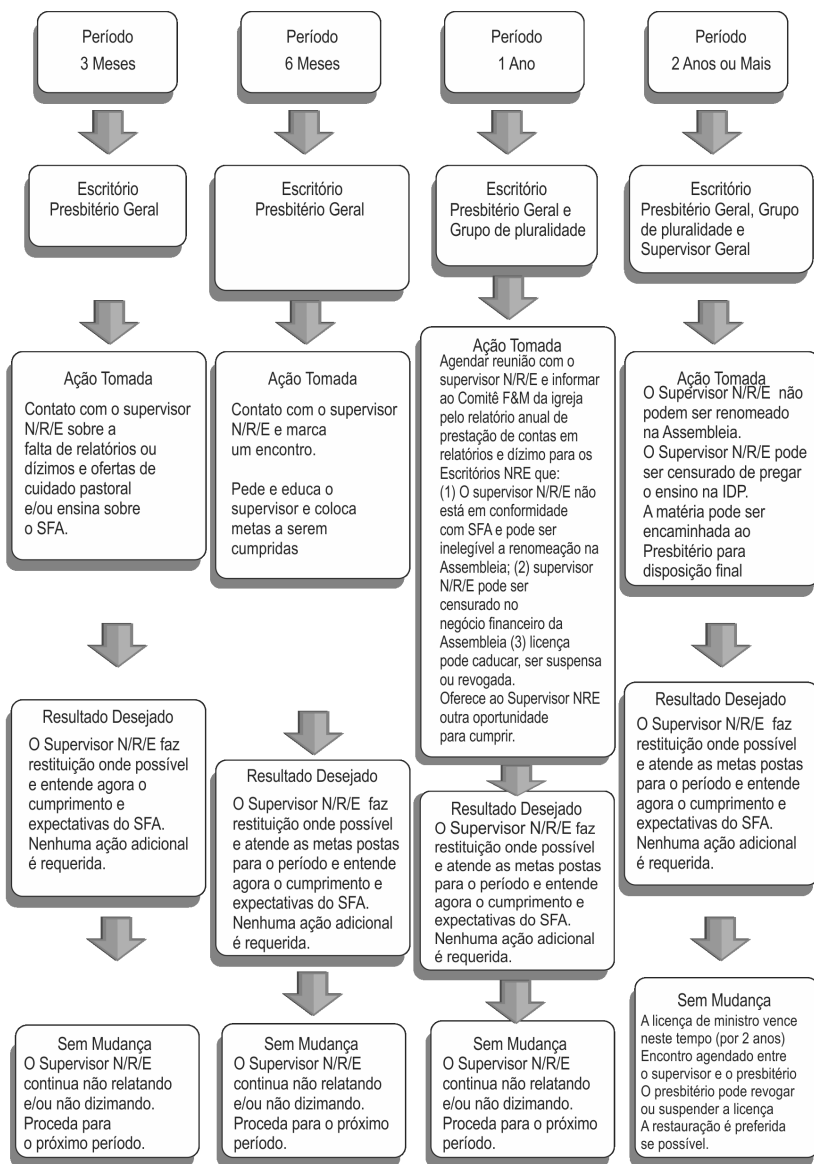 Período
3 Meses
Escritório
Presbitério Geral
Ação Tomada
Contato com o supervisor
N/R/E sobre a
falta de relatórios ou
dízimos e ofertas de
cuidado pastoral
e/ou ensina sobre
o SFA.
Resultado Desejado
O Supervisor N/R/E faz
restituição onde possível
e entende agora o
cumprimento e
expectativas do SFA.
Nenhuma ação adicional
é requerida.
Sem Mudança
O Supervisor N/R/E
continua não relatando
e/ou não dizimando.
Proceda para
o próximo período.
Período
6 Meses
Escritório
Presbitério Geral
Ação Tomada
Contato com o supervisor
N/R/E e marca
um encontro.
Pede e educa o
supervisor e coloca
metas a serem
cumpridas
Resultado Desejado
O Supervisor N/R/E faz
restituição onde possível
e atende as metas postas
para o período e entende
agora o cumprimento e
expectativas do SFA.
Nenhuma ação adicional
é requerida.
Sem Mudança
O Supervisor N/R/E
continua não relatando
e/ou não dizimando.
Proceda para o próximo
período.
Período
1 Ano
Escritório
Presbitério Geral e
Grupo de pluralidade
Ação Tomada
Agendar reunião com o
supervisor N/R/E e informar
ao Comitê F&M da igreja
pelo relatório anual de
prestação de contas em
relatórios e dízimo para os
Escritórios NRE que:
(1) O supervisor N/R/E não
está em conformidade
com SFA e pode ser
inelegível a renomeação na
Assembleia; (2) supervisor
N/R/E pode ser
censurado no
negócio financeiro da
Assembleia (3) licença
pode caducar, ser suspensa
ou revogada.
Oferece ao Supervisor NRE
outra oportunidade
para cumprir.
Resultado Desejado
O Supervisor N/R/E faz
restituição onde possível
e atende as metas postas
para o período e entende
agora o cumprimento e
expectativas do SFA.
Nenhuma ação adicional
é requerida.
Sem Mudança
O Supervisor N/R/E
continua não relatando
e/ou não dizimando.
Proceda para o próximo
período.
Período
2 Anos ou Mais
Escritório
Presbitério Geral, Grupo
de pluralidade e
Supervisor Geral
Ação Tomada
O Supervisor N/R/E não
podem ser renomeado
na Assembleia.
O Supervisor N/R/E pode
ser censurado de pregar
o ensino na IDP.
A matéria pode ser
encaminhada ao
Presbitério para
disposição final
Resultado Desejado
O Supervisor N/R/E faz
restituição onde possível
e atende as metas postas
para o período e entende
agora o cumprimento e
expectativas do SFA.
Nenhuma ação adicional
é requerida.
Sem Mudança
A licença de ministro vence
neste tempo (por 2 anos)
Encontro agendado entre
o supervisor e o presbitério
O presbitério pode revogar
ou suspender a licença
A restauração é preferida
se possível.